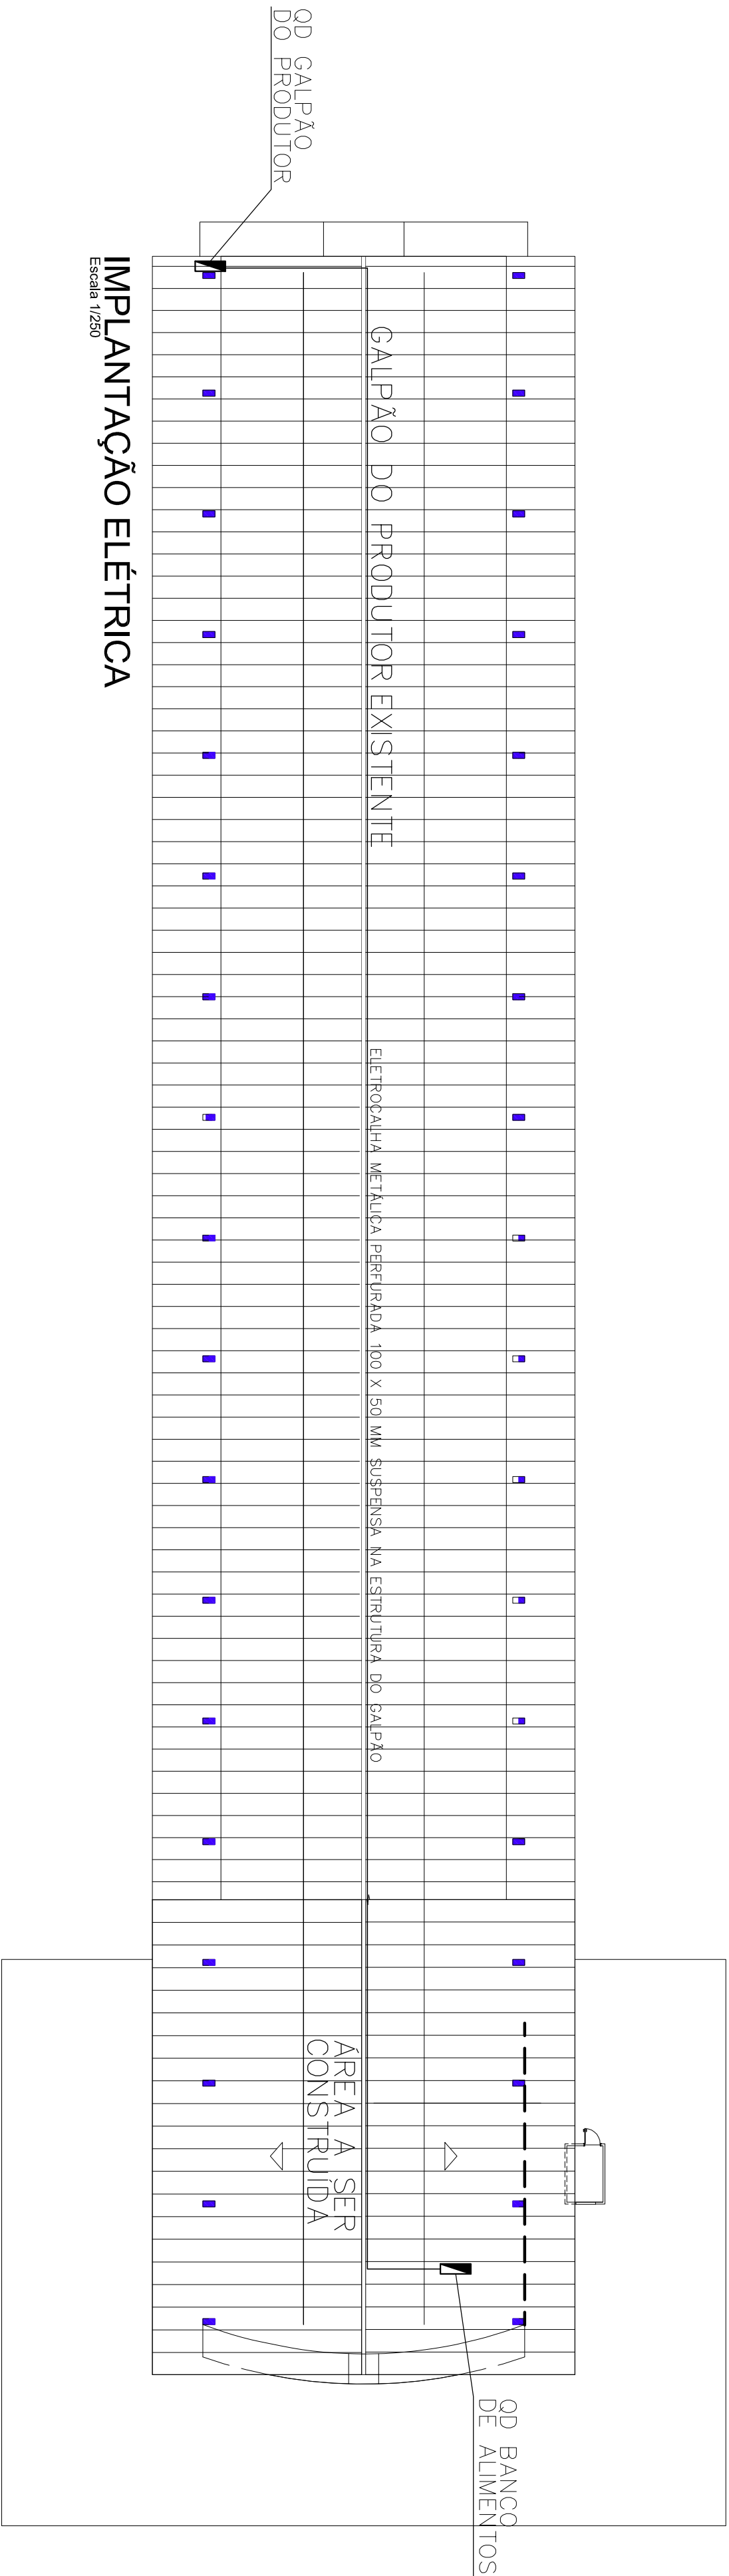 QD GALPÃO
DO PRODUTOR
GALPÃO DO PRODUTOR EXISTENTE
ELETROCALHA METÁLICA PERFURADA 100 X 50 MM SUSPENSA NA ESTRUTURA DO GALPÃO
ÁREA A SER
CONSTRUÍDA
QD BANCO
DE ALIMENTOS
IMPLANTAÇÃO ELÉTRICA
Escala 1/250